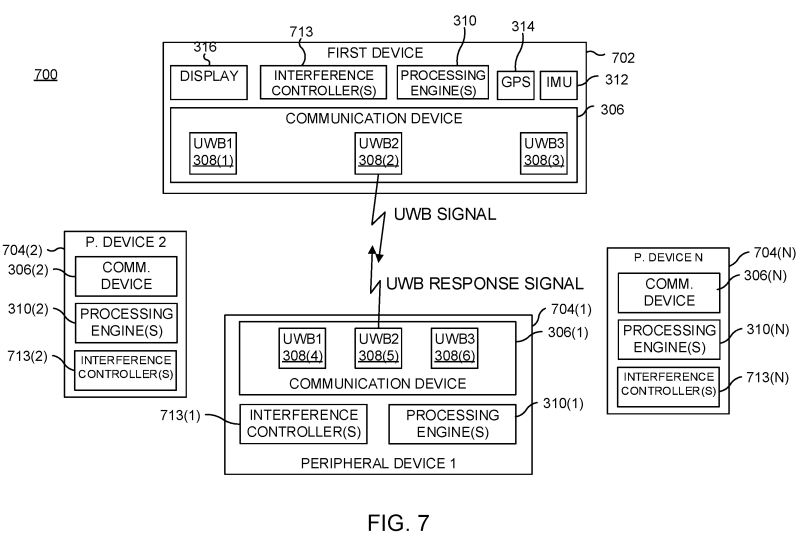 316
713
310
314
700
FIRST DEVICE
702
DISPLAY
INTERFERENCE
CONTROLLER(S)
PROCESSING
ENGINE(S)
GPS
IMU
312
COMMUNICATION DEVICE
306
UWB1
308(1)
UWB2
308(2)
UWB3
308(3)
UWB SIGNAL
704(2)
P. DEVICE 2
306(2)
COMM.
DEVICE
310(2)
PROCESSING
ENGINE(S)
713(2)
INTERFERENCE
CONTROLLER(S)
P. DEVICE N
704(N)
COMM.
DEVICE
306(N)
PROCESSING
ENGINE(S)
310(N)
INTERFERENCE
CONTROLLER(S)
713(N)
UWB RESPONSE SIGNAL
704(1)
UWB1
308(4)
UWB2
308(5)
UWB3
308(6)
306(1)
COMMUNICATION DEVICE
713(1)
INTERFERENCE
CONTROLLER(S)
PROCESSING
ENGINE(S)
310(1)
PERIPHERAL DEVICE 1
FIG. 7